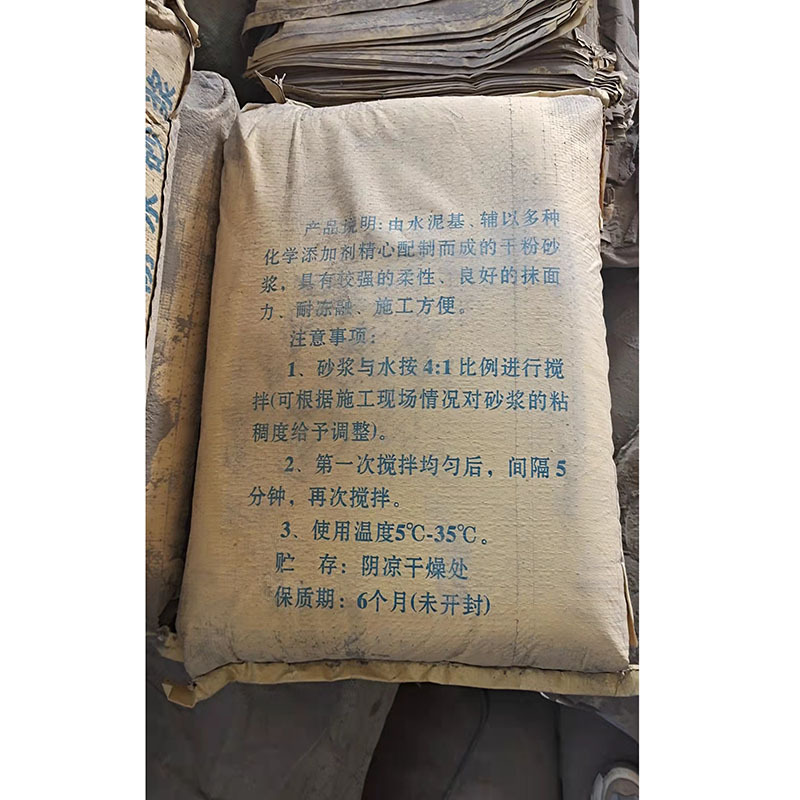 产品说明:由水泥基、辅以多种
化学添加剂精心配制而成的干粉砂
浆，具有较强的柔性、良好的抹面
力、耐冻融、施工方便。
注意事项:
1、砂浆与水按4:1比例进行搅
拌(可根据施工现场情况对砂浆的粘
稠度给予调整)。
2、第一次搅拌均匀后，间隔5
分钟，再次搅拌。
3、使用温度5℃-35℃。
贮 存: 阴凉干燥处
保质期: 6个月(未开封)